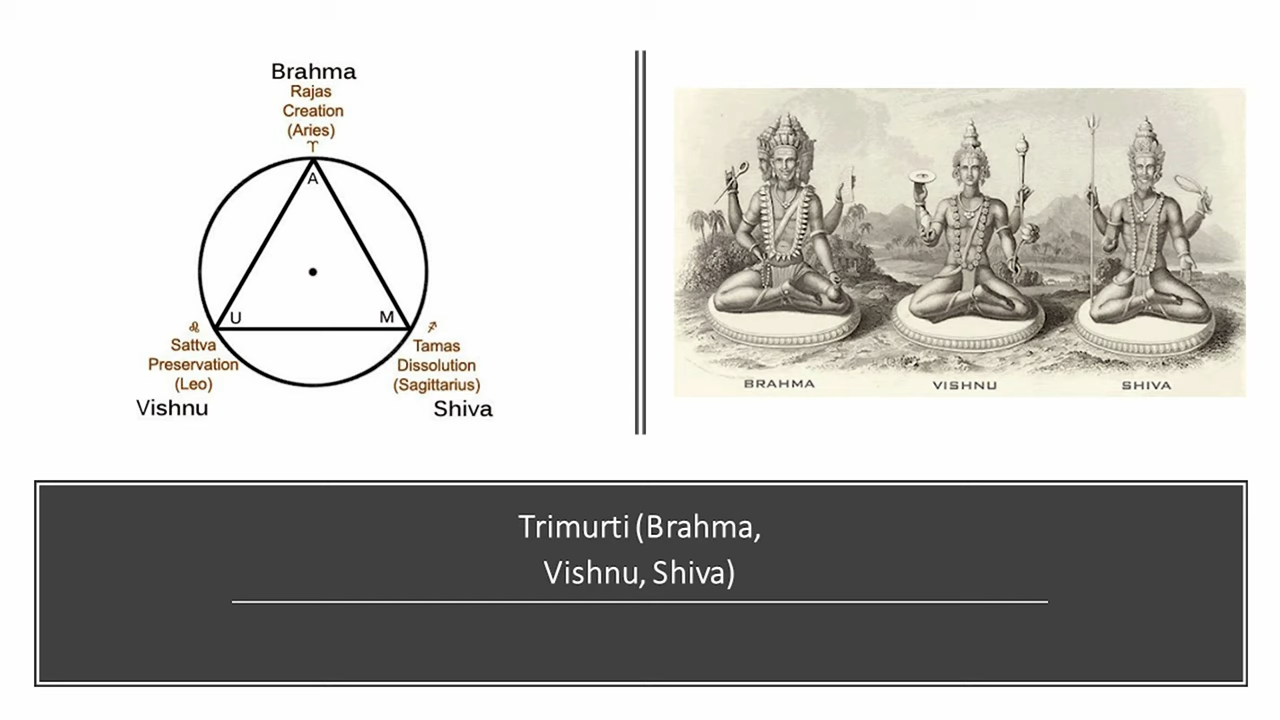 Brahma
Rajas
Creation
(Aries)
♈
A
U
M
♌
Sattva
Preservation
(Leo)
Vishnu
♐
Tamas
Dissolution
(Sagittarius)
Shiva
BRAHMA
VISHNU
SHIVA
Trimurti (Brahma,
Vishnu, Shiva)